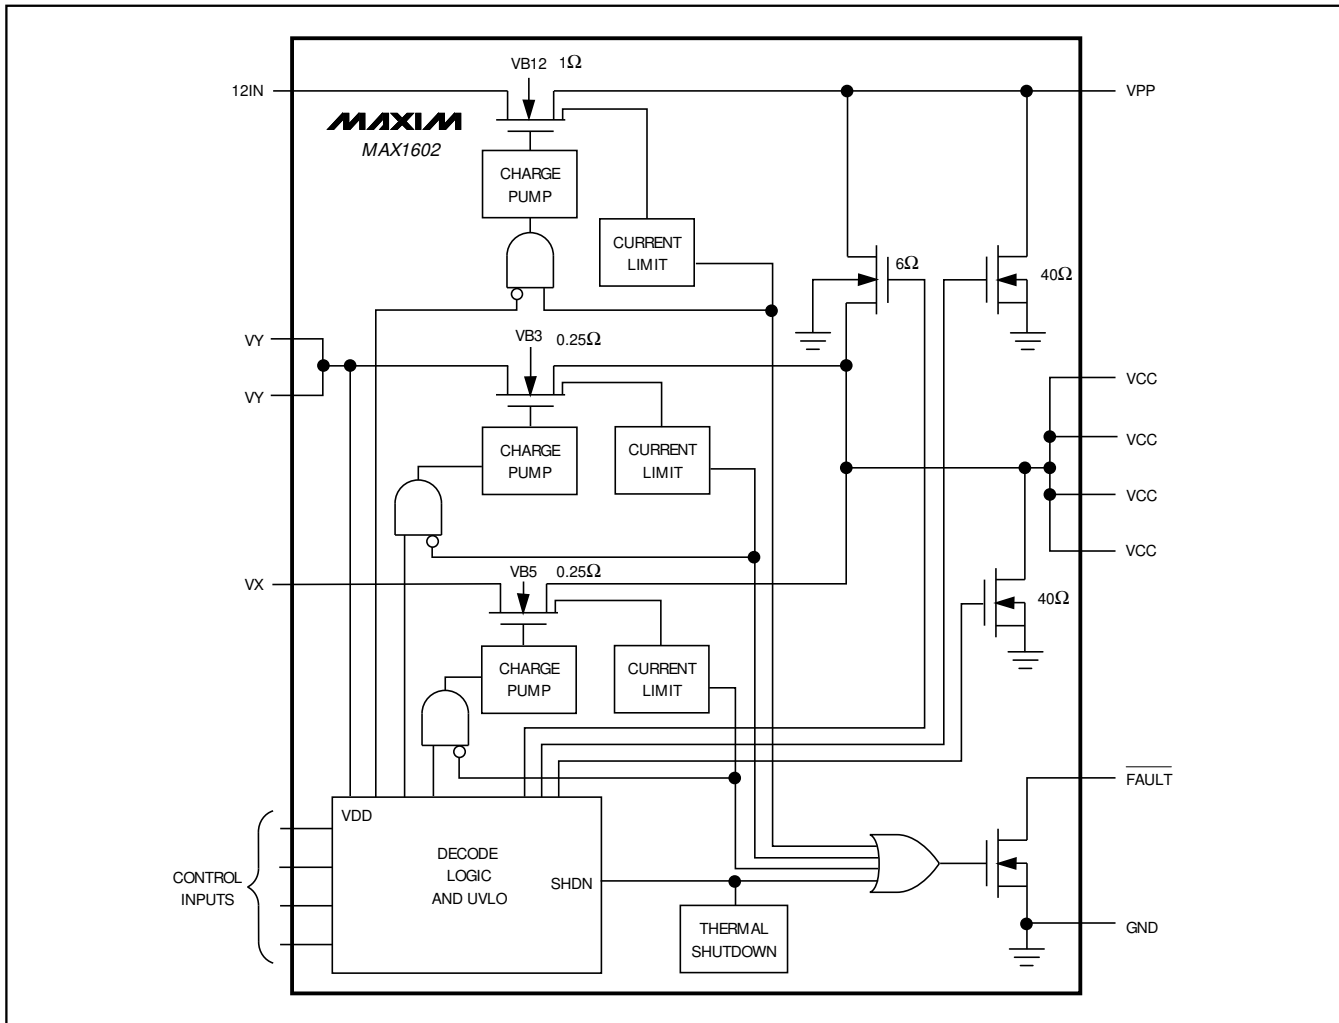 VB12 1Ω
12IN
VPP
MAXIM
MAX1602
CHARGE
PUMP
CURRENT
LIMIT
6Ω
40Ω
VY
VB3 0.25Ω
VY
VCC
VCC
VCC
VCC
CHARGE
PUMP
CURRENT
LIMIT
VX
VB5 0.25Ω
40Ω
CHARGE
PUMP
CURRENT
LIMIT
FAULT
VDD
DECODE
LOGIC
AND UVLO
SHDN
CONTROL
INPUTS
THERMAL
SHUTDOWN
GND